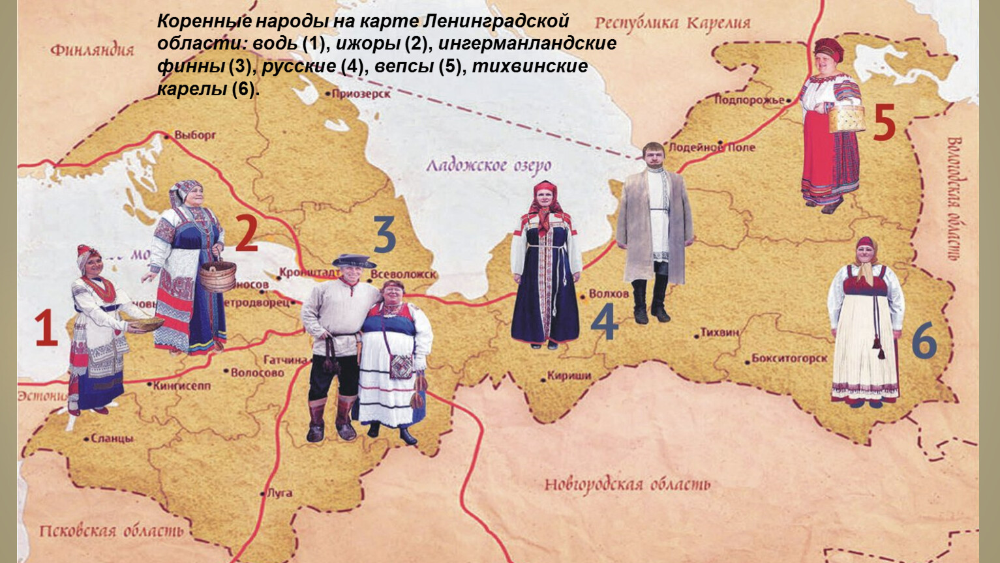 Коренные народы на карте Ленинградской
области: водь (1), ижоры (2), ингерманландские
финны (3), русские (4), вепсы (5), тихвинские
карелы (6).
Республика Карелия
Финляндия
Приозерск
Подпорожье
5
Выборг
Лодейное Поле
Вологодская область
Ладожское озеро
2
3
Кронштадт
Всеволожск
Волхов
1
4
6
Тихвин
Гатчина
Волосово
Бокситогорск
Кириши
Кингисепп
Эстония
Сланцы
Новгородская область
Луга
Псковская область